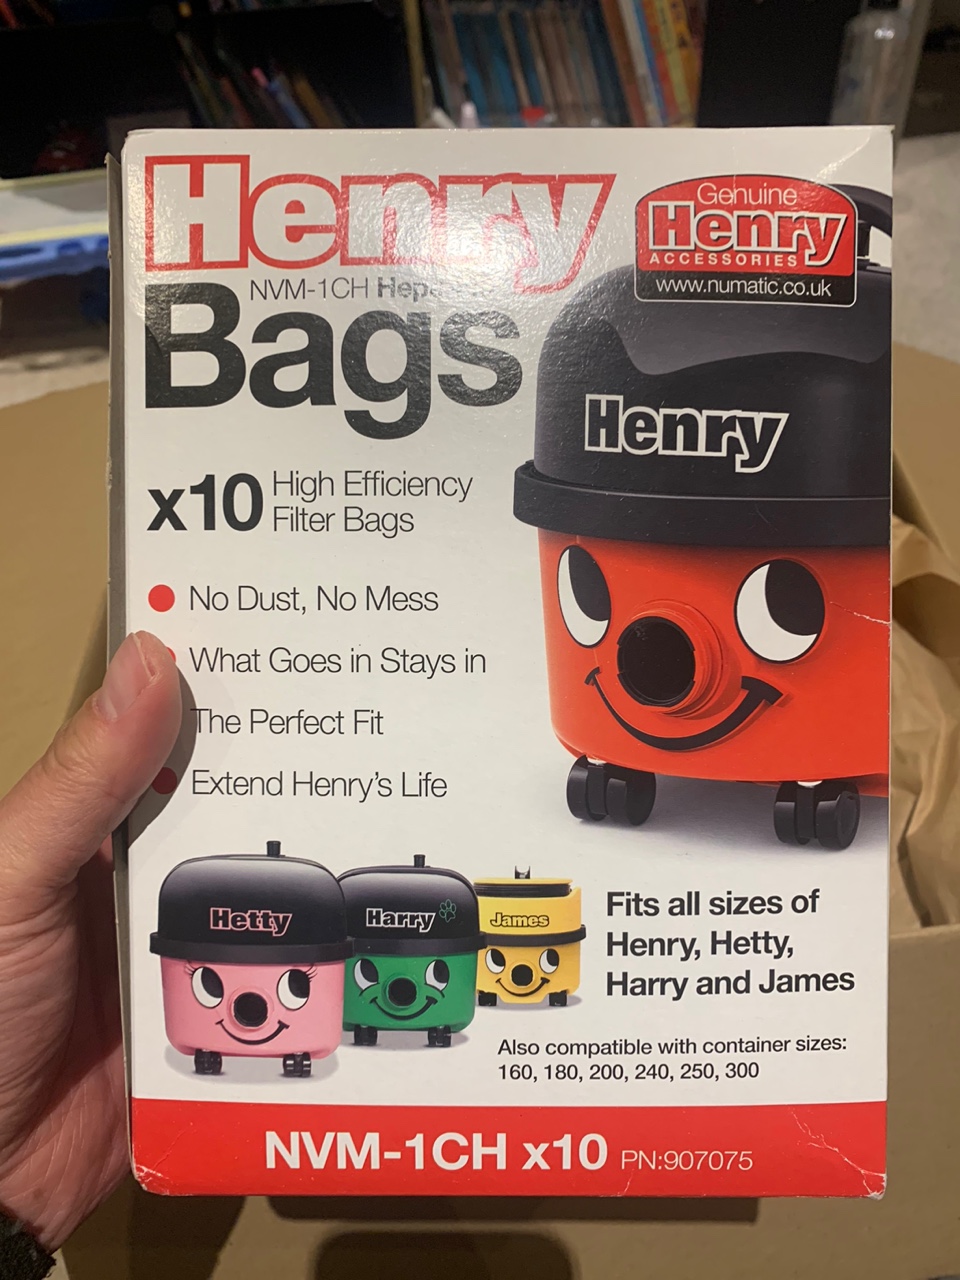 Henry
Genuine
Henry
ACCESSORIES
www.numatic.co.uk
NVM-1CH
Bags
Henry
x10 High Efficiency
Filter Bags
No Dust, No Mess
What Goes in Stays in
The Perfect Fit
Extend Henry's Life
Hetty
Harry
James
Fits all sizes of
Henry, Hetty,
Harry and James
Also compatible with container sizes:
160, 180, 200, 240, 250, 300
NVM-1CH x10 PN:907075